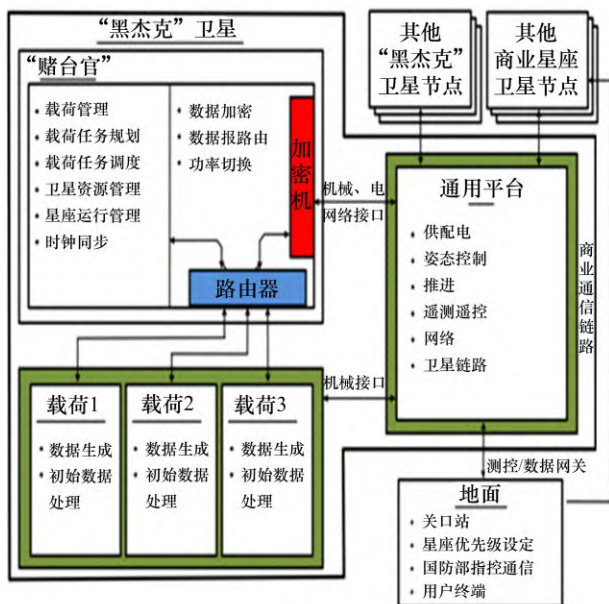 “黑杰克”卫星
“赌台官”
• 载荷管理
• 载荷任务规划
• 载荷任务调度
• 卫星资源管理
• 星座运行管理
• 时钟同步
• 数据加密
• 数据报路由
• 功率切换
加密机
路由器
载荷1
• 数据生成
• 初始数据
处理
载荷2
• 数据生成
• 初始数据
处理
载荷3
• 数据生成
• 初始数据
处理
机械、电
网络接口
机械接口
其他
“黑杰克”
卫星节点
其他
商业星座
卫星节点
通用平台
• 供配电
• 姿态控制
• 推进
• 遥测遥控
• 网络
• 卫星链路
商业通信链路
测控/数据网关
地面
• 关口站
• 星座优先级设定
• 国防部指控通信
• 用户终端